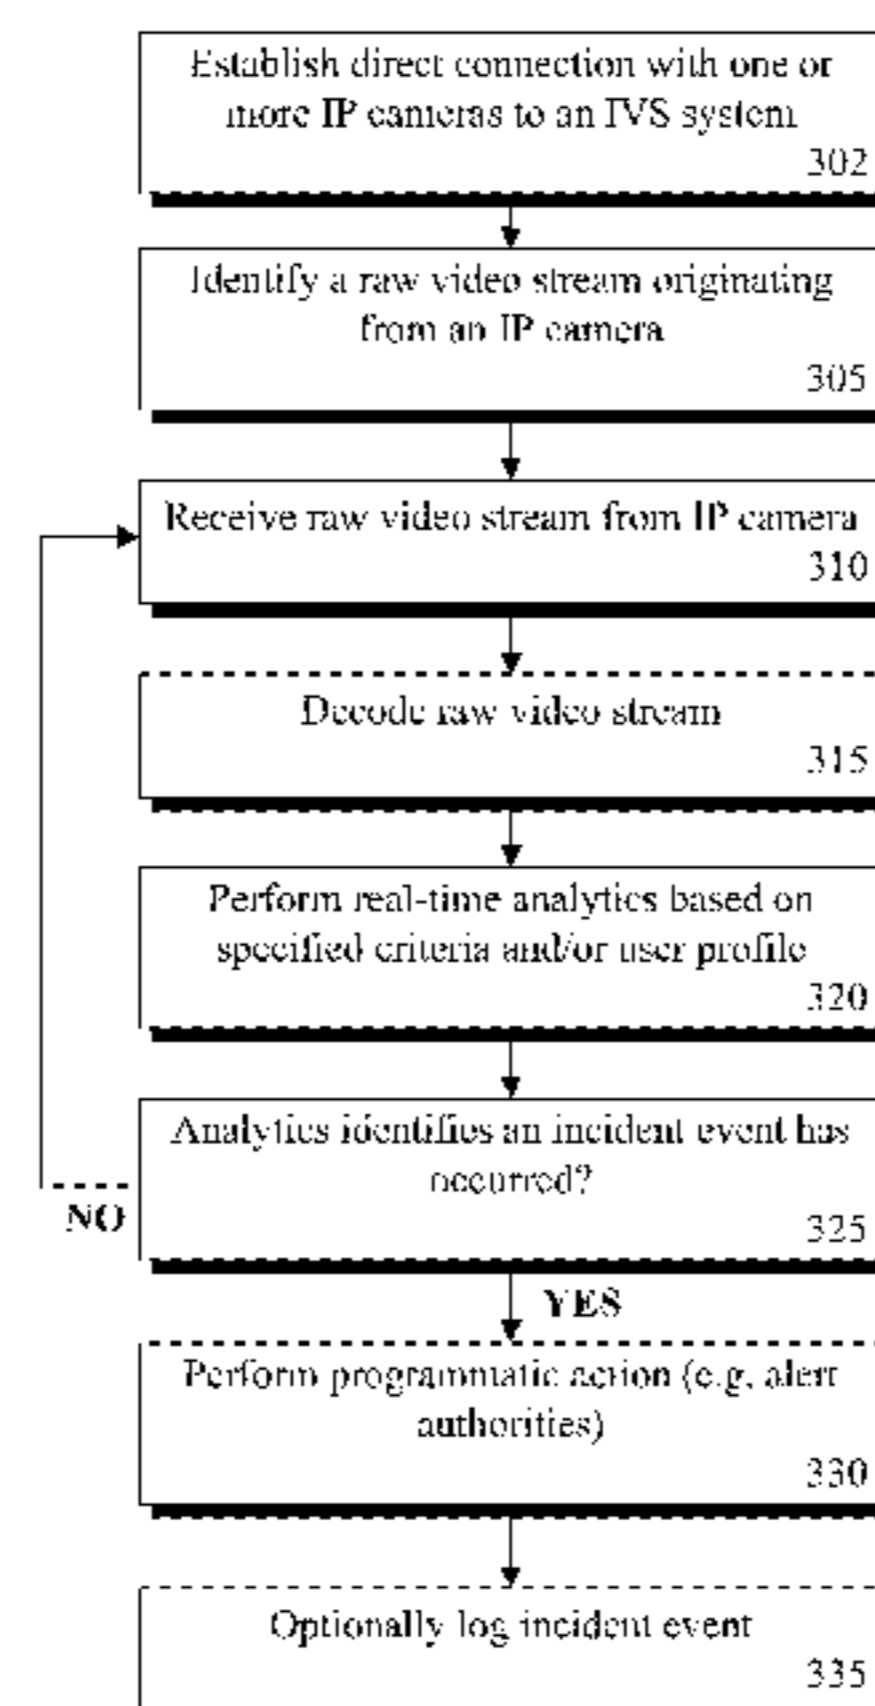 Establish direct connection with one or
more IP cameras to an IVS system
302
Identify a raw video stream originating
from an IP camera
305
Receive raw video stream from IP camera
310
Decode raw video stream
315
Perform real-time analytics based on
specified criteria and/or user profile
320
Analytics identifies an incident event has
occurred?
325
NO
YES
Perform programmatic action (e.g. alert
authorities)
330
Optionally log incident event
335